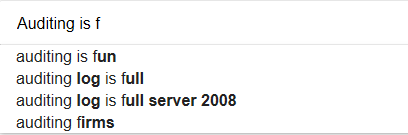 Auditing is f
auditing is fun
auditing log is full
auditing log is full server 2008
auditing firms